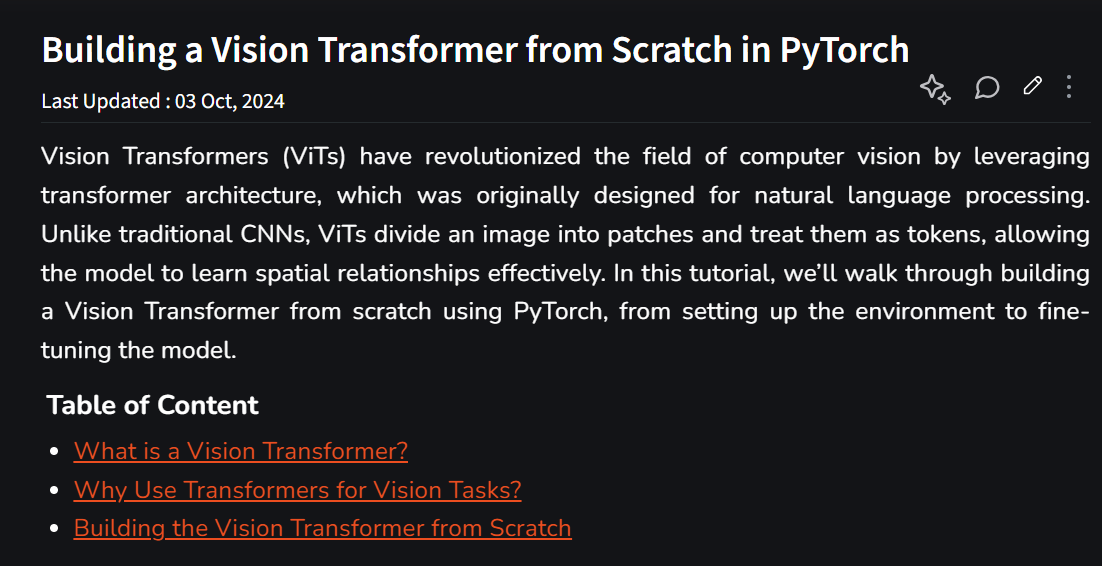 Building a Vision Transformer from Scratch in PyTorch
Last Updated : 03 Oct, 2024
Vision Transformers (ViTs) have revolutionized the field of computer vision by leveraging
transformer architecture, which was originally designed for natural language processing.
Unlike traditional CNNs, ViTs divide an image into patches and treat them as tokens, allowing
the model to learn spatial relationships effectively. In this tutorial, we’ll walk through building
a Vision Transformer from scratch using PyTorch, from setting up the environment to fine-
tuning the model.
Table of Content
• What is a Vision Transformer?
• Why Use Transformers for Vision Tasks?
• Building the Vision Transformer from Scratch